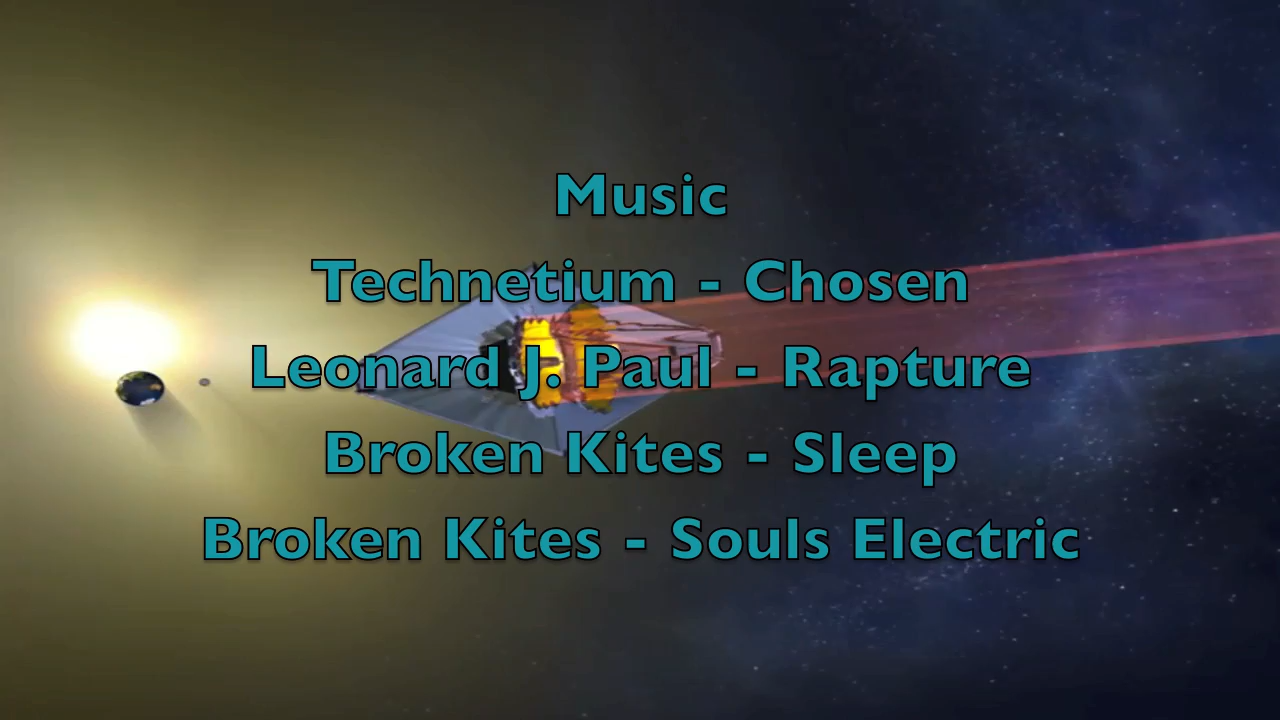 Music
Technetium - Chosen
Leonard J. Paul - Rapture
Broken Kites - Sleep
Broken Kites - Souls Electric